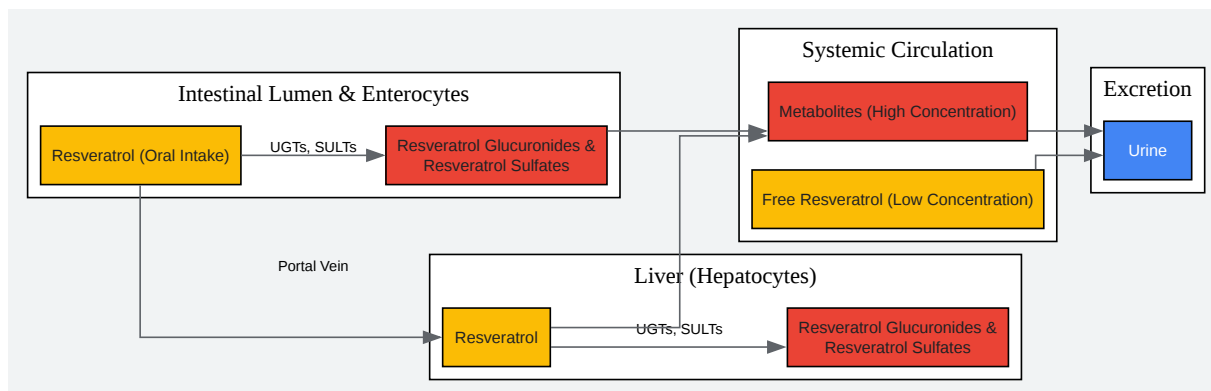 Intestinal Lumen & Enterocytes
Resveratrol (Oral Intake)
UGTs, SULTs
Resveratrol Glucuronides &
Resveratrol Sulfates
Systemic Circulation
Metabolites (High Concentration)
Free Resveratrol (Low Concentration)
Excretion
Urine
Portal Vein
Liver (Hepatocytes)
Resveratrol
UGTs, SULTs
Resveratrol Glucuronides &
Resveratrol Sulfates